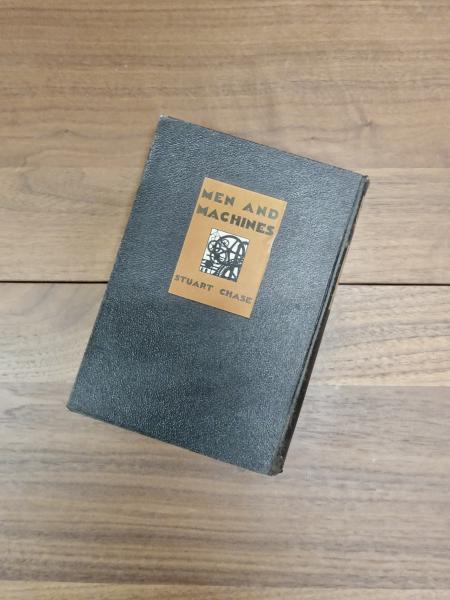 MEN AND
MACHINES
STUART CHASE